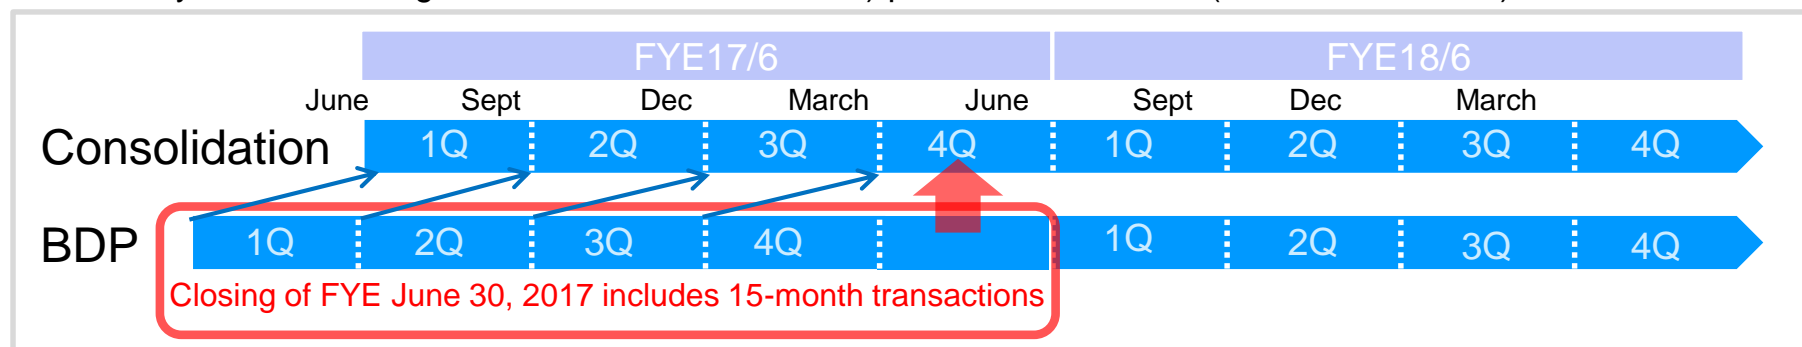 FYE17/6 FYE18/6
June Sept Dec March June Sept Dec March
Consolidation 1Q 2Q 3Q 4Q 1Q 2Q 3Q 4Q
BDP 1Q 2Q 3Q 4Q 1Q 2Q 3Q 4Q
Closing of FYE June 30, 2017 includes 15-month transactions